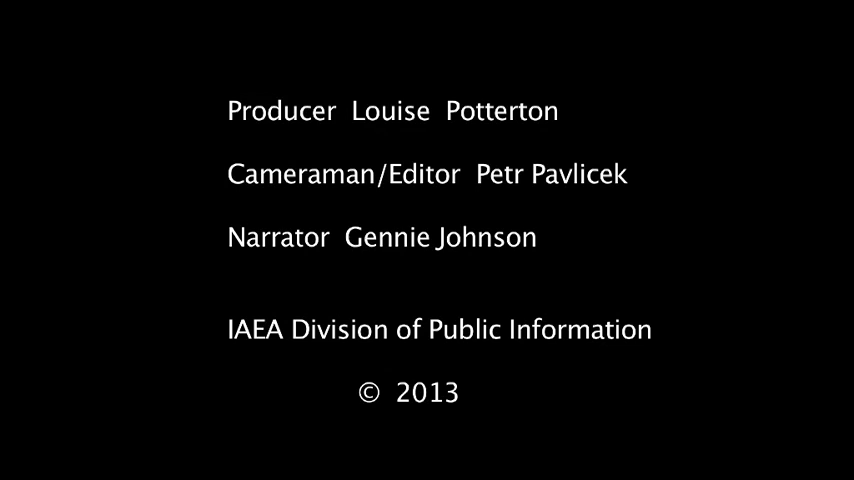 Producer Louise Potterton
Cameraman/Editor Petr Pavlicek
Narrator Gennie Johnson
IAEA Division of Public Information
© 2013